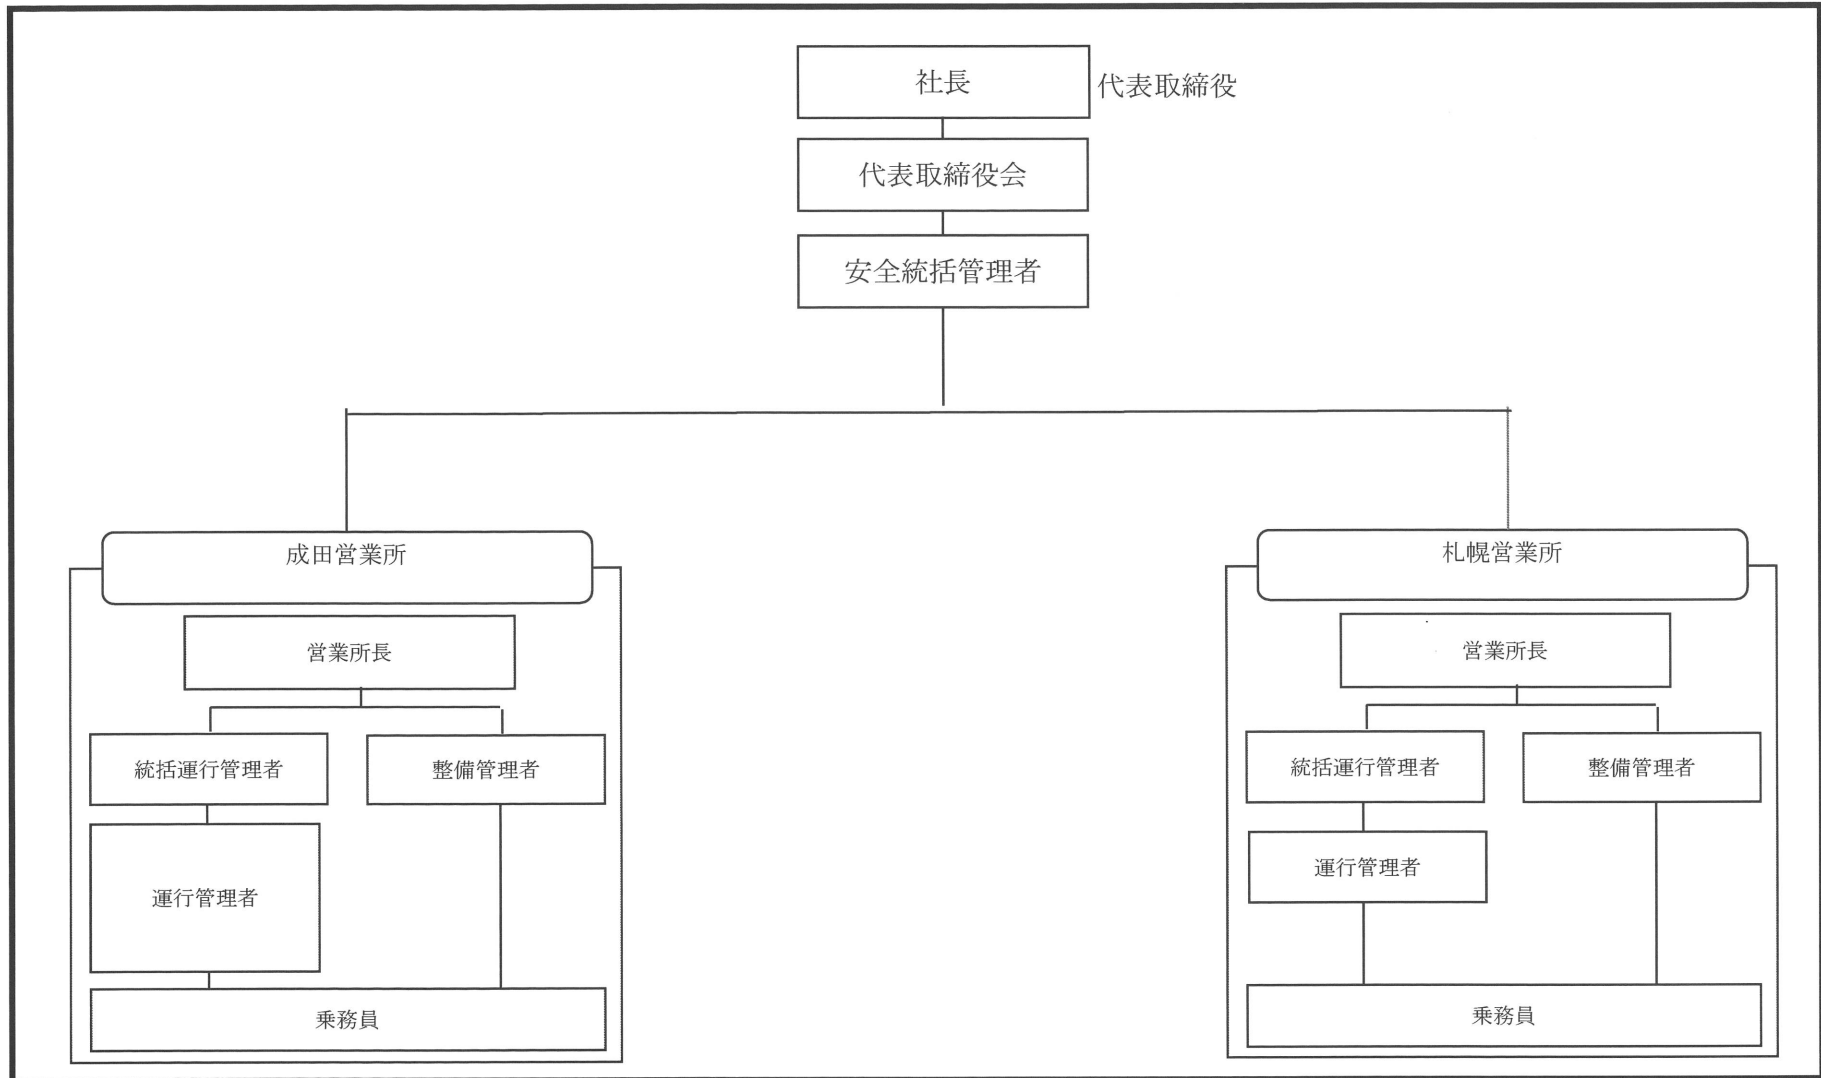 社長
代表取締役
代表取締役会
安全統括管理者
成田営業所
営業所長
統括運行管理者
整備管理者
運行管理者
乗務員
札幌営業所
営業所長
統括運行管理者
整備管理者
運行管理者
乗務員